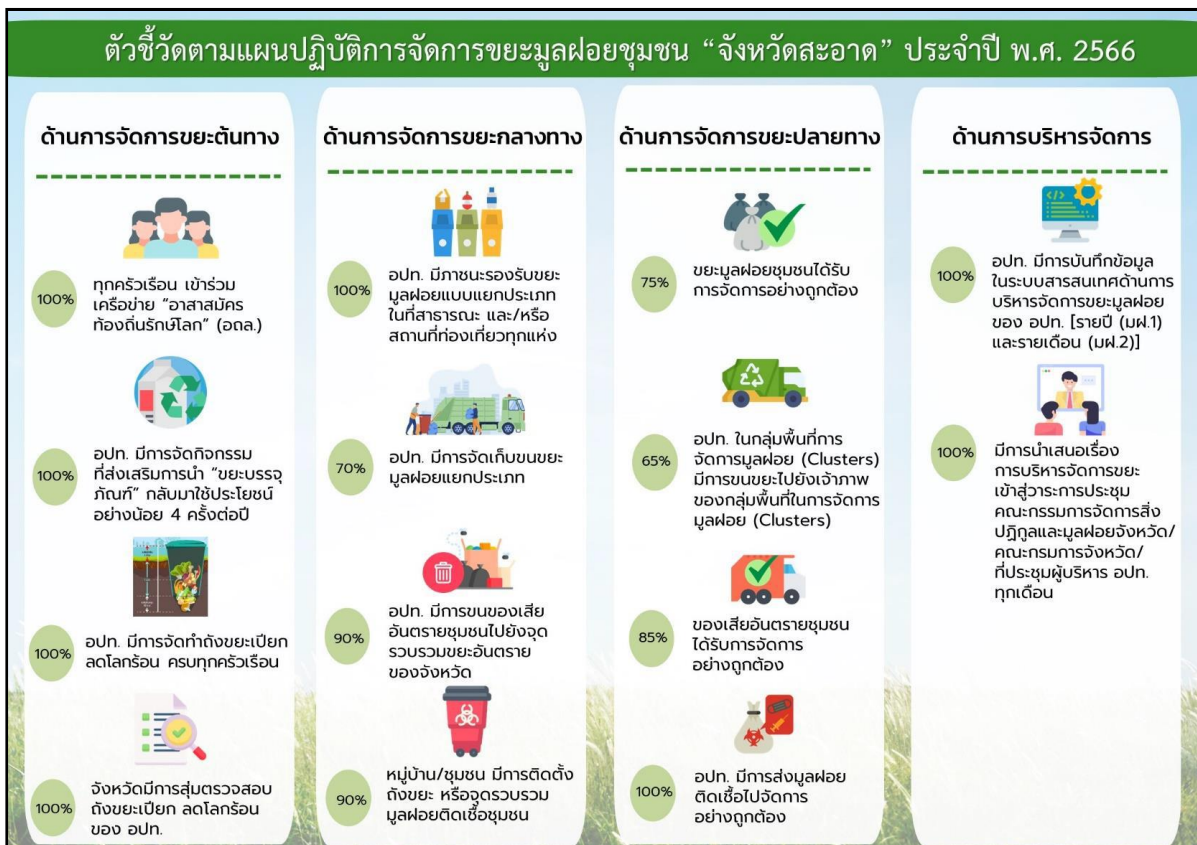 ตัวชี้วัดตามแผนปฏิบัติการจัดการขยะมูลฝอยชุมชน “จังหวัดสะอาด” ประจำปี พ.ศ. 2566
ด้านการจัดการขยะต้นทาง
100%
ทุกครัวเรือน เข้าร่วม
เครือข่าย “อาสาสมัคร
ท้องถิ่นรักษ์โลก” (อถล.)
100%
อปท. มีการจัดกิจกรรม
ที่ส่งเสริมการนำ “ขยะบรรจุ
ภัณฑ์” กลับมาใช้ประโยชน์
อย่างน้อย 4 ครั้งต่อปี
100%
อปท. มีการจัดทำถังขยะเปียก
ลดโลกร้อน ครบทุกครัวเรือน
100%
จังหวัดมีการสุ่มตรวจสอบ
ถังขยะเปียก ลดโลกร้อน
ของ อปท.
ด้านการจัดการขยะกลางทาง
100%
อปท. มีภาชนะรองรับขยะ
มูลฝอยแบบแยกประเภท
ในที่สาธารณะ และ/หรือ
สถานที่ท่องเที่ยวทุกแห่ง
70%
อปท. มีการจัดเก็บขนขยะ
มูลฝอยแยกประเภท
90%
อปท. มีการขนของเสีย
อันตรายชุมชนไปยังจุด
รวบรวมขยะอันตราย
ของจังหวัด
90%
หมู่บ้าน/ชุมชน มีการติดตั้ง
ถังขยะ หรือจุดรวบรวม
มูลฝอยติดเชื้อชุมชน
ด้านการจัดการขยะปลายทาง
75%
ขยะมูลฝอยชุมชนได้รับ
การจัดการอย่างถูกต้อง
65%
อปท. ในกลุ่มพื้นที่การ
จัดการมูลฝอย (Clusters)
มีการขนขยะไปยังเจ้าภาพ
ของกลุ่มพื้นที่ในการจัดการ
มูลฝอย (Clusters)
85%
ของเสียอันตรายชุมชน
ได้รับการจัดการ
อย่างถูกต้อง
100%
อปท. มีการส่งมูลฝอย
ติดเชื้อไปจัดการ
อย่างถูกต้อง
ด้านการบริหารจัดการ
100%
อปท. มีการบันทึกข้อมูล
ในระบบสารสนเทศด้านการ
บริหารจัดการขยะมูลฝอย
ของ อปท. [รายปี (มฝ.1)
และรายเดือน (มฝ.2)]
100%
มีการนำเสนอเรื่อง
การบริหารจัดการขยะ
เข้าสู่วาระการประชุม
คณะกรรมการจัดการสิ่ง
ปฏิกูลและมูลฝอยจังหวัด/
คณะกรมการจังหวัด/
ที่ประชุมผู้บริหาร อปท.
ทุกเดือน